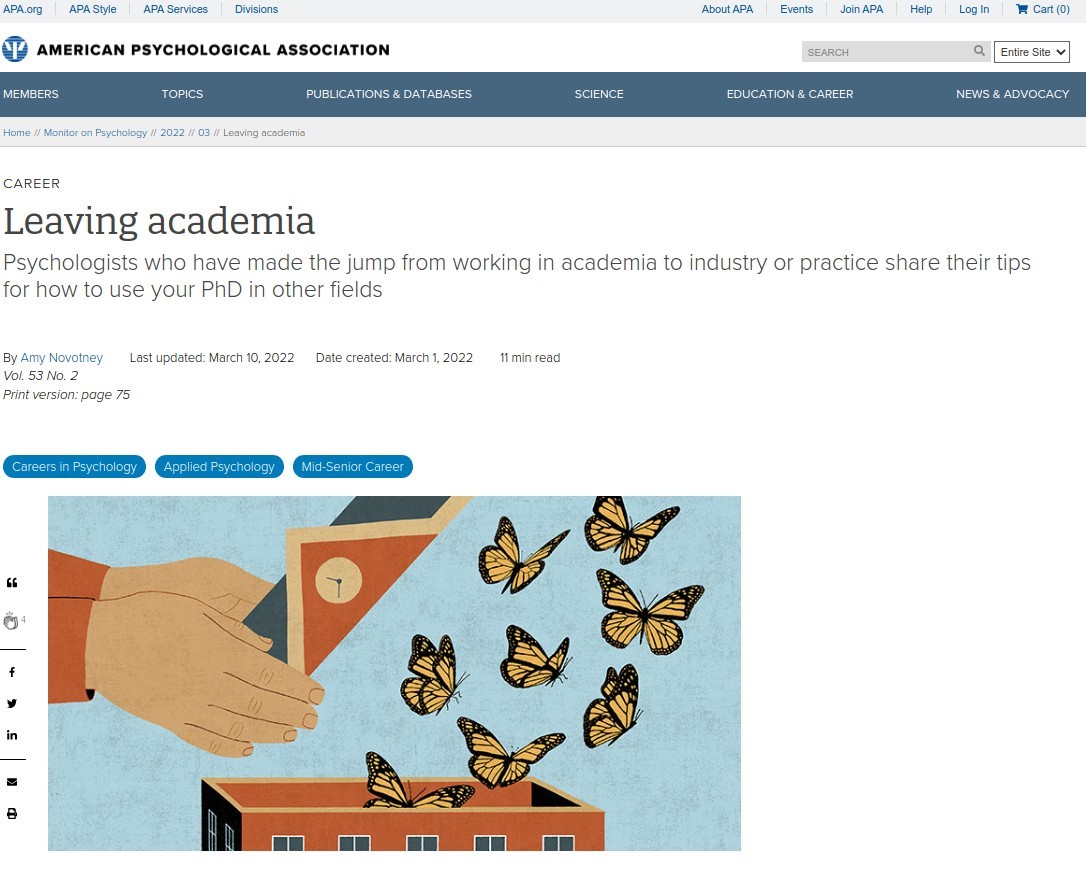 APA.org APA Style APA Services Divisions About APA Events Join APA Help Log In Cart (0)
AMERICAN PSYCHOLOGICAL ASSOCIATION
SEARCH Entire Site
MEMBERS TOPICS PUBLICATIONS & DATABASES SCIENCE EDUCATION & CAREER NEWS & ADVOCACY
Home // Monitor on Psychology // 2022 // 03 // Leaving academia
CAREER
Leaving academia
Psychologists who have made the jump from working in academia to industry or practice share their tips
for how to use your PhD in other fields
By Amy Novotney Last updated: March 10, 2022 Date created: March 1, 2022 11 min read
Vol. 53 No. 2
Print version: page 75
Careers in Psychology Applied Psychology Mid-Senior Career
4